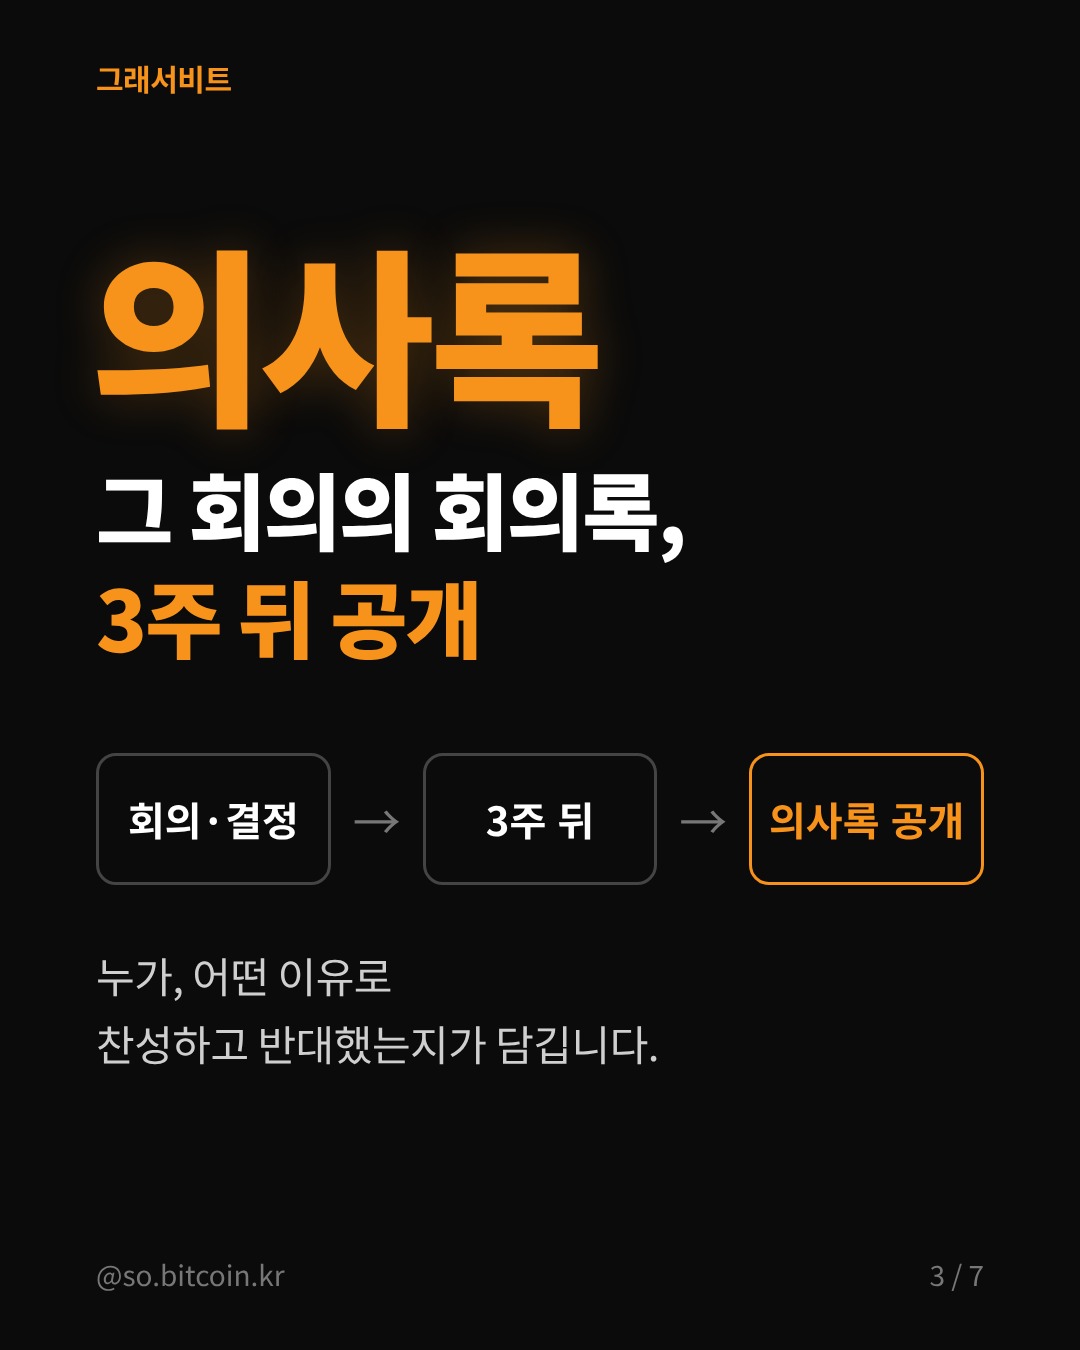 그래서비트
의사록
그 회의의 회의록,
3주 뒤 공개
회의·결정 → 3주 뒤 → 의사록 공개
누가, 어떤 이유로
찬성하고 반대했는지가 담깁니다.
@so.bitcoin.kr 3 / 7